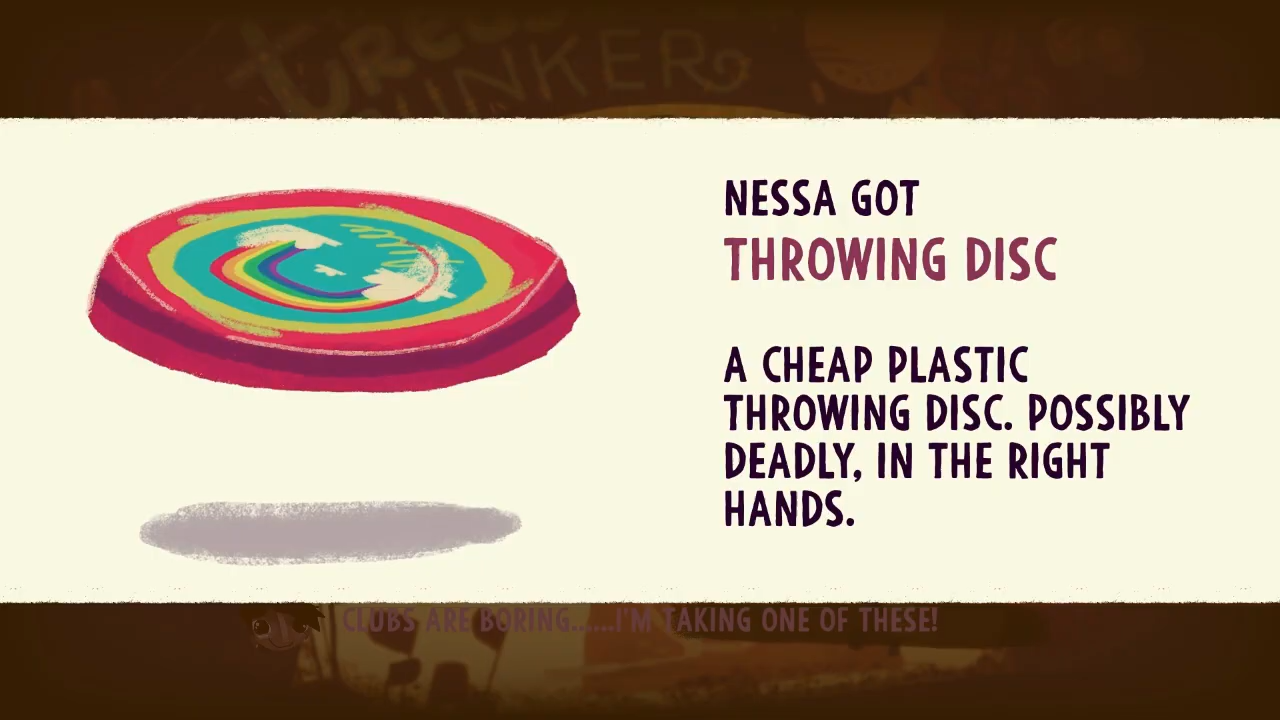 NESSA GOT
THROWING DISC
A CHEAP PLASTIC
THROWING DISC. POSSIBLY
DEADLY, IN THE RIGHT
HANDS.
CLUBS ARE BORING......I'M TAKING ONE OF THESE!